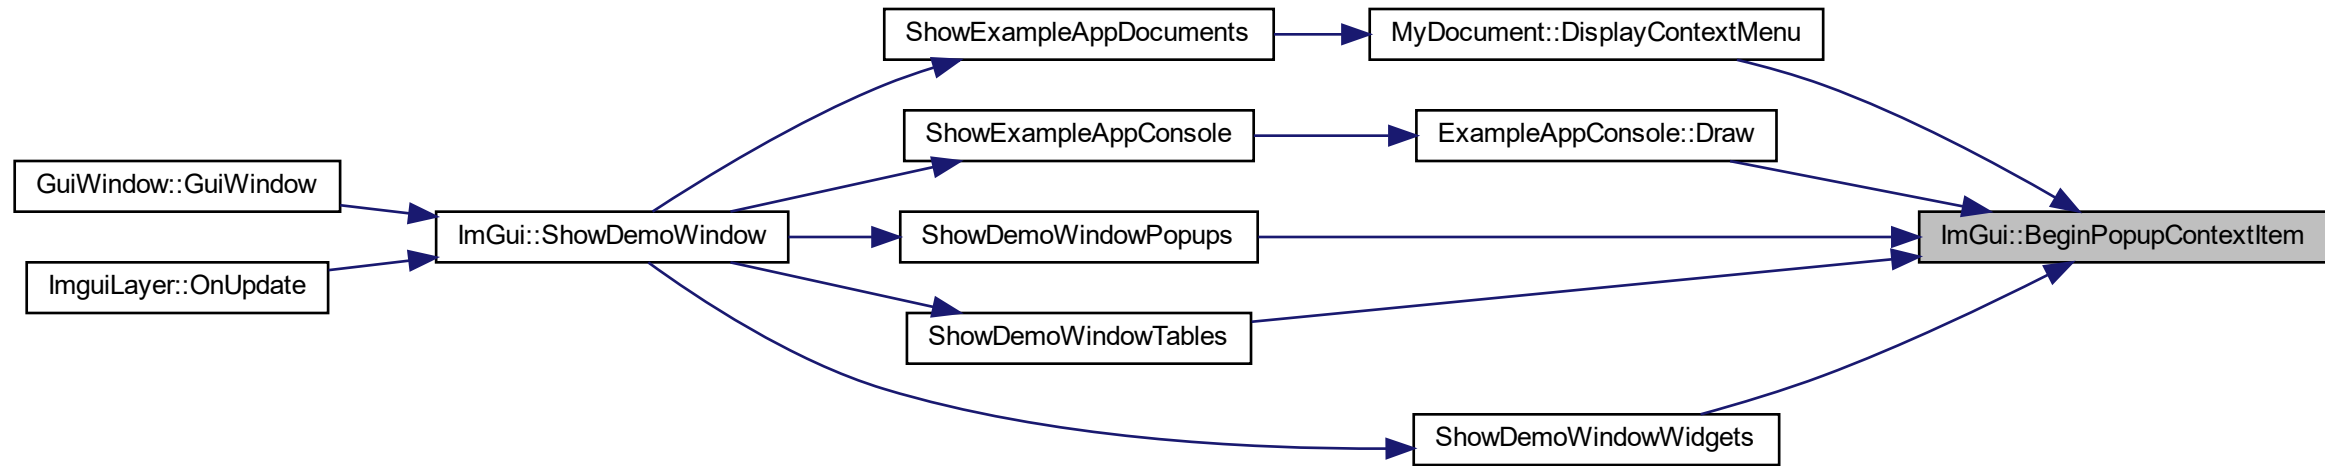 ShowExampleAppDocuments
MyDocument::DisplayContextMenu
ShowExampleAppConsole
ExampleAppConsole::Draw
GuiWindow::GuiWindow
ImGui::ShowDemoWindow
ShowDemoWindowPopups
ImGui::BeginPopupContextItem
ImguiLayer::OnUpdate
ShowDemoWindowTables
ShowDemoWindowWidgets